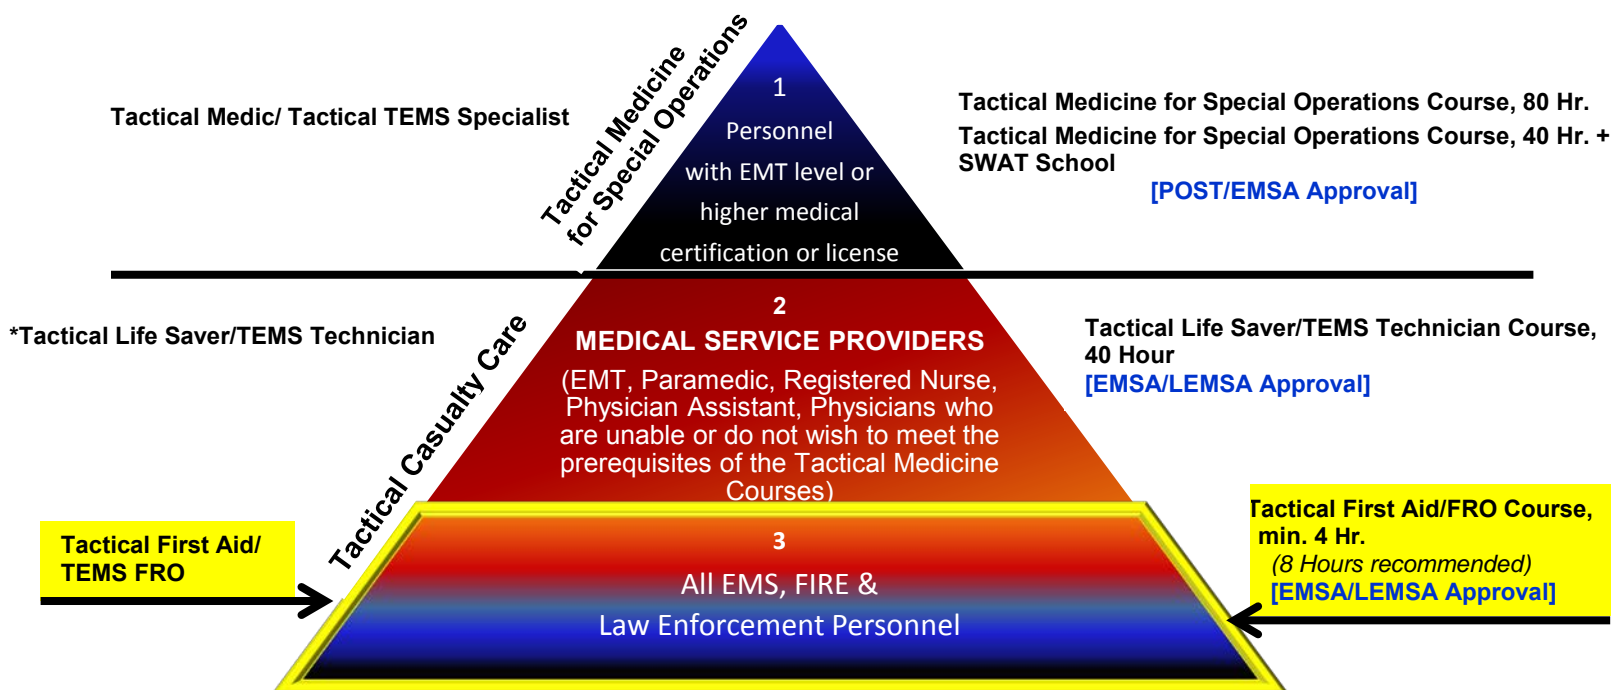 Tactical Medic/ Tactical TEMS Specialist
Tactical Medicine
for Special Operations
1
Personnel
with EMT level or
higher medical
certification or license
Tactical Medicine for Special Operations Course, 80 Hr.
Tactical Medicine for Special Operations Course, 40 Hr. +
SWAT School
[POST/EMSA Approval]
*Tactical Life Saver/TEMS Technician
Tactical Casualty Care
2
MEDICAL SERVICE PROVIDERS
(EMT, Paramedic, Registered Nurse,
Physician Assistant, Physicians who
are unable or do not wish to meet the
prerequisites of the Tactical Medicine
Courses)
Tactical Life Saver/TEMS Technician Course,
40 Hour
[EMSA/LEMSA Approval]
Tactical First Aid/
TEMS FRO
3
All EMS, FIRE &
Law Enforcement Personnel
Tactical First Aid/FRO Course,
min. 4 Hr.
(8 Hours recommended)
[EMSA/LEMSA Approval]